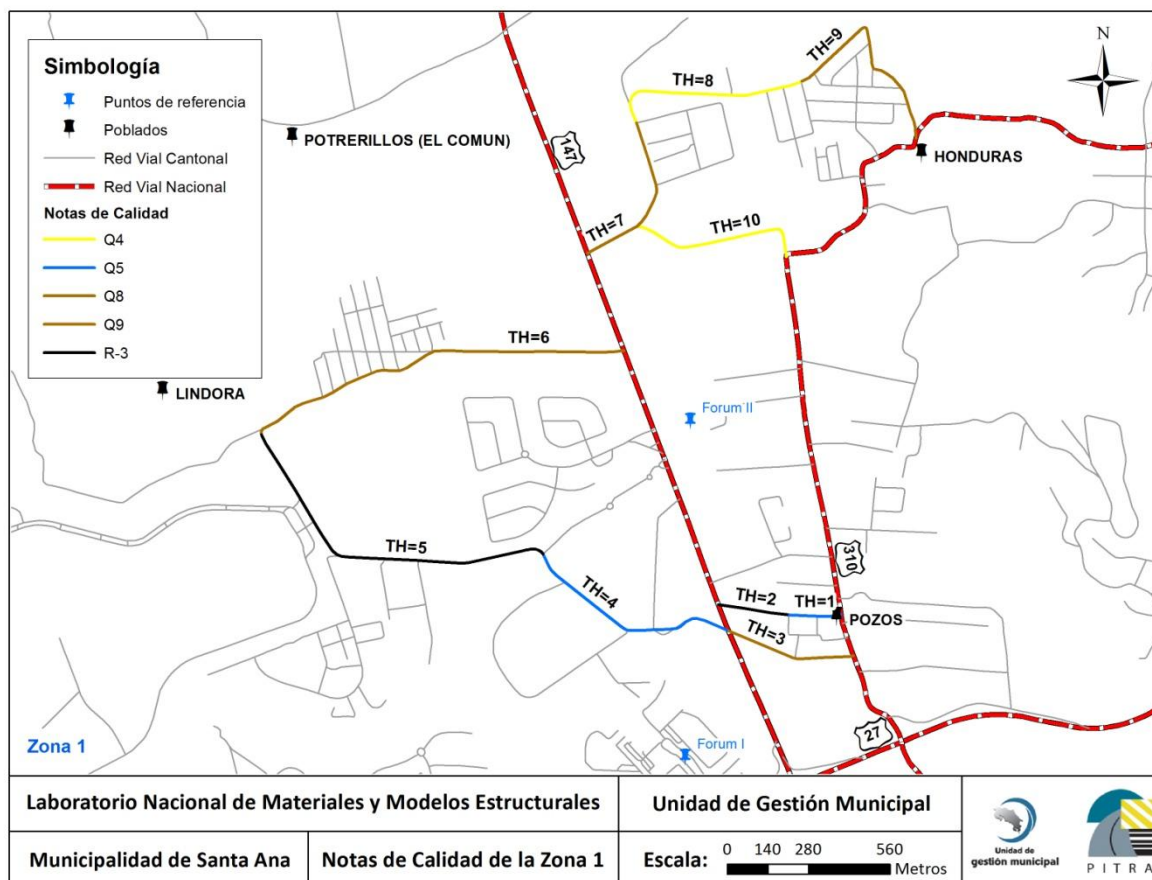 Simbología
Puntos de referencia
Poblados
Red Vial Cantonal
Red Vial Nacional
Notas de Calidad
Q4
Q5
Q8
Q9
R-3
N
TH=9
TH=8
147
POTRERILLOS (EL COMUN)
HONDURAS
TH=7
TH=10
TH=6
LINDORA
Forum II
TH=5
310
TH=4
TH=2
TH=1
POZOS
TH=3
27
Zona 1
Forum I
Laboratorio Nacional de Materiales y Modelos Estructurales
Unidad de Gestión Municipal
Municipalidad de Santa Ana
Notas de Calidad de la Zona 1
Escala:
0 140 280 560
Metros
Unidad de
gestión municipal
PITRA